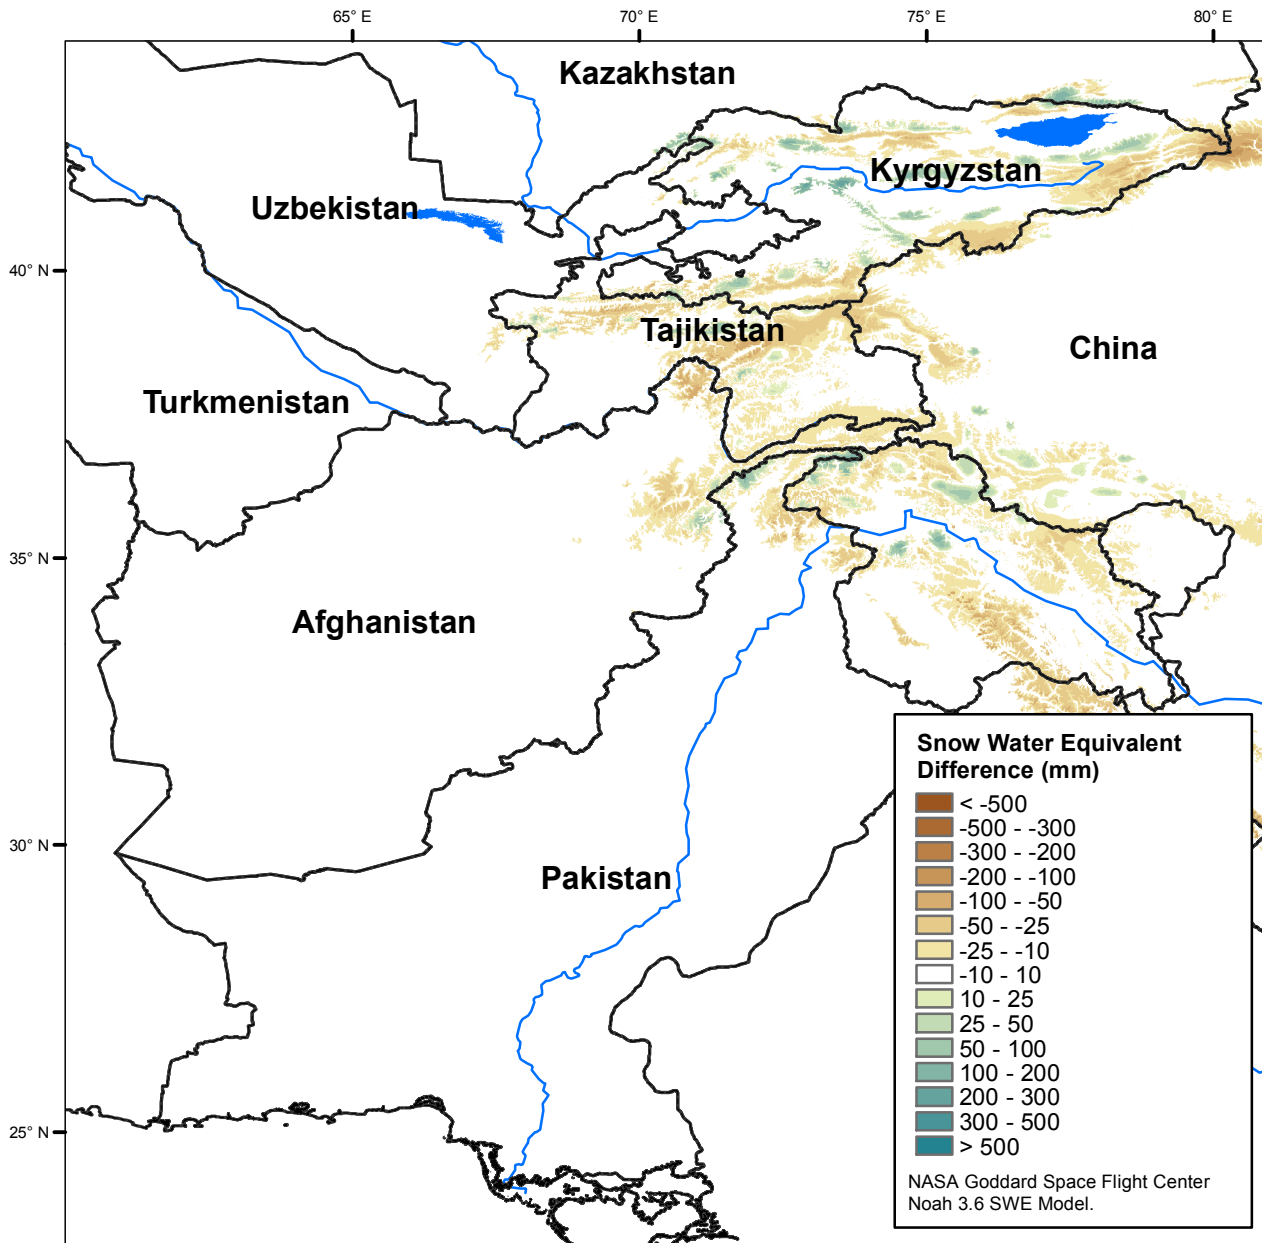 65° E
70° E
75° E
80° E
Kazakhstan
Kyrgyzstan
Uzbekistan
40° N
Tajikistan
China
Turkmenistan
35° N
Afghanistan
30° N
Pakistan
25° N
Snow Water Equivalent
Difference (mm)
< -500
-500 - -300
-300 - -200
-200 - -100
-100 - -50
-50 - -25
-25 - -10
-10 - 10
10 - 25
25 - 50
50 - 100
100 - 200
200 - 300
300 - 500
> 500
NASA Goddard Space Flight Center
Noah 3.6 SWE Model.